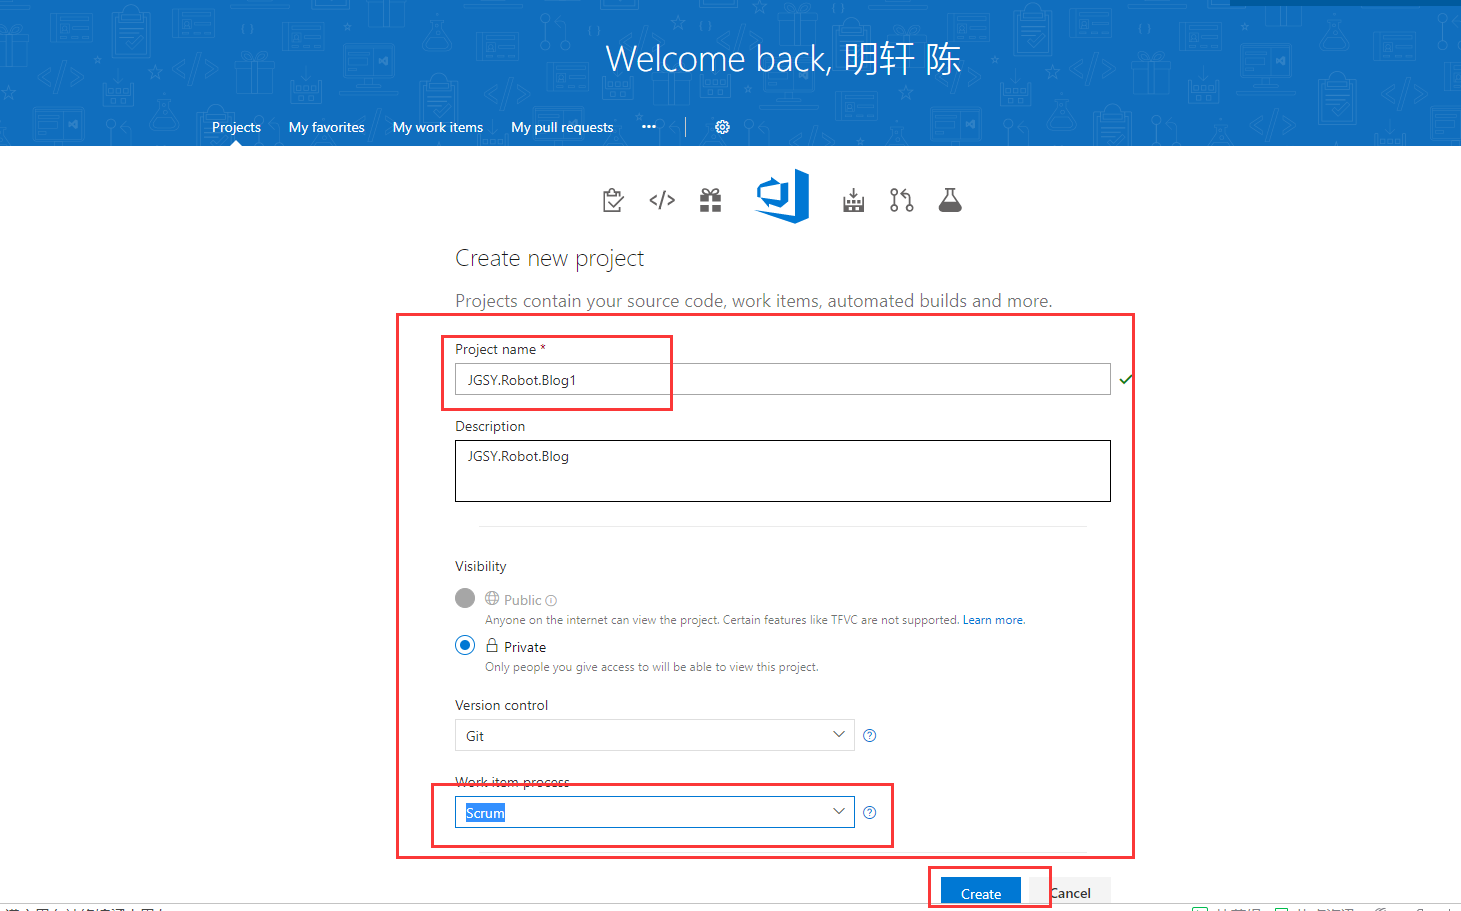 Welcome back, 明轩 陈
Projects My favorites My work items My pull requests ···
Create new project
Projects contain your source code, work items, automated builds and more.
Project name *
JGSY.Robot.Blog1
Description
JGSY.Robot.Blog
Visibility
Public
Anyone on the internet can view the project. Certain features like TFVC are not supported. Learn more.
Private
Only people you give access to will be able to view this project.
Version control
Git
Work item process
Scrum
Create Cancel